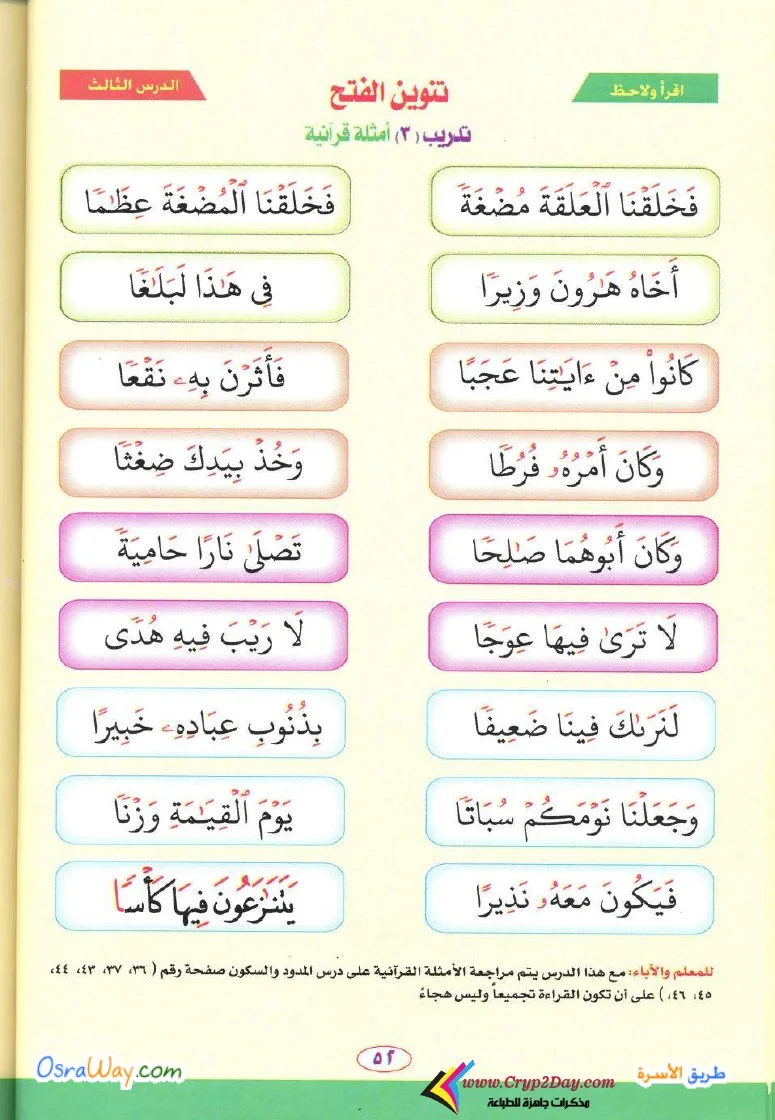 اقرأ ولاحظ
تنوين الفتح
الدرس الثالث
تدريب (٣) أمثلة قرآنية
فَخَلَقْنَا الْعَلَقَةَ مُضْغَةً
فَخَلَقْنَا الْمُضْغَةَ عِظَٰمًا
أَخَاهُ هَٰرُونَ وَزِيرًا
فِي هَٰذَا لَبَلَٰغًا
كَانُوا۟ مِنْ ءَايَٰتِنَا عَجَبًا
فَأَثَرْنَ بِهِۦ نَقْعًا
وَكَانَ أَمْرُهُۥ فُرُطًا
وَخُذْ بِيَدِكَ ضِغْثًا
وَكَانَ أَبُوهُمَا صَٰلِحًا
تَصْلَىٰ نَارًا حَامِيَةً
لَا تَرَىٰ فِيهَا عِوَجًا
لَا رَيْبَ فِيهِ هُدًى
لَنَرَىٰكَ فِينَا ضَعِيفًا
بِذُنُوبِ عِبَادِهِۦ خَبِيرًا
وَجَعَلْنَا نَوْمَكُمْ سُبَاتًا
يَوْمَ الْقِيَٰمَةِ وَزْنًا
فَيَكُونَ مَعَهُۥ نَذِيرًا
يَتَنَٰزَعُونَ فِيهَا كَأْسًا
للمعلم والآباء: مع هذا الدرس يتم مراجعة الأمثلة القرآنية على درس المدود والسكون صفحة رقم ( ٣٦، ٣٧، ٤٣، ٤٤،
٤٥، ٤٦، ) على أن تكون القراءة تجميعاً وليس هجاءً
٥٢
OsraWay.com
www.Cryp2Day.com
مذكرات جاهزة للطباعة
طريق الأسرة